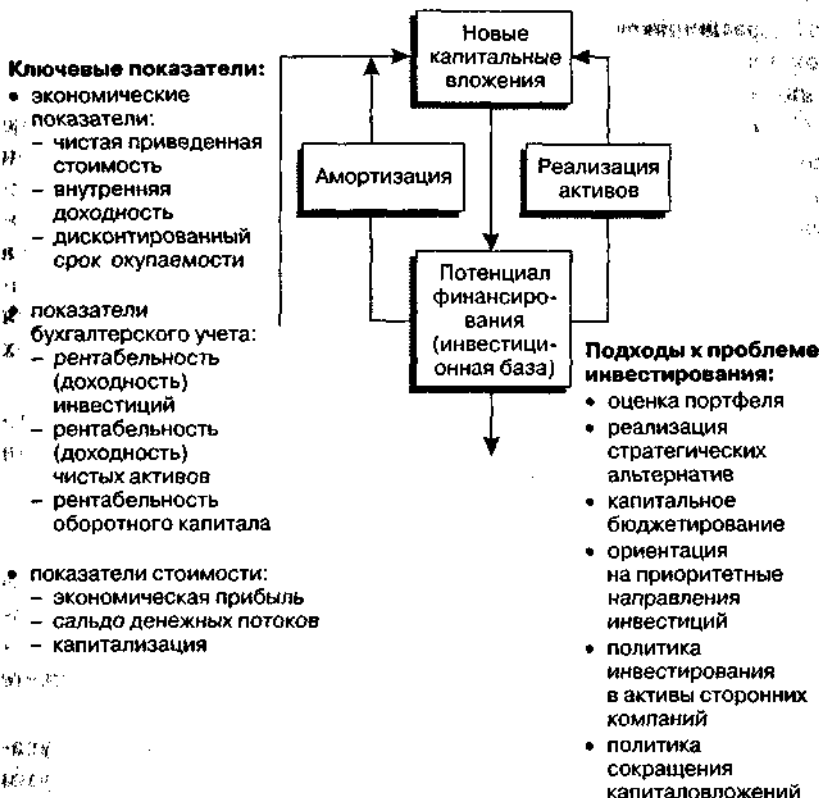 Новые
капитальные
вложения
Ключевые показатели:
• экономические
показатели:
– чистая приведенная
стоимость
– внутренняя
доходность
– дисконтированный
срок окупаемости
• показатели
бухгалтерского учета:
– рентабельность
(доходность)
инвестиций
– рентабельность
(доходность)
чистых активов
– рентабельность
оборотного капитала
• показатели стоимости:
– экономическая прибыль
– сальдо денежных потоков
– капитализация
Амортизация
Реализация
активов
Потенциал
финансиро-
вания
(инвестици-
онная база)
Подходы к проблеме
инвестирования:
• оценка портфеля
• реализация
стратегических
альтернатив
• капитальное
бюджетирование
• ориентация
на приоритетные
направления
инвестиций
• политика
инвестирования
в активы сторонних
компаний
• политика
сокращения
капиталовложений